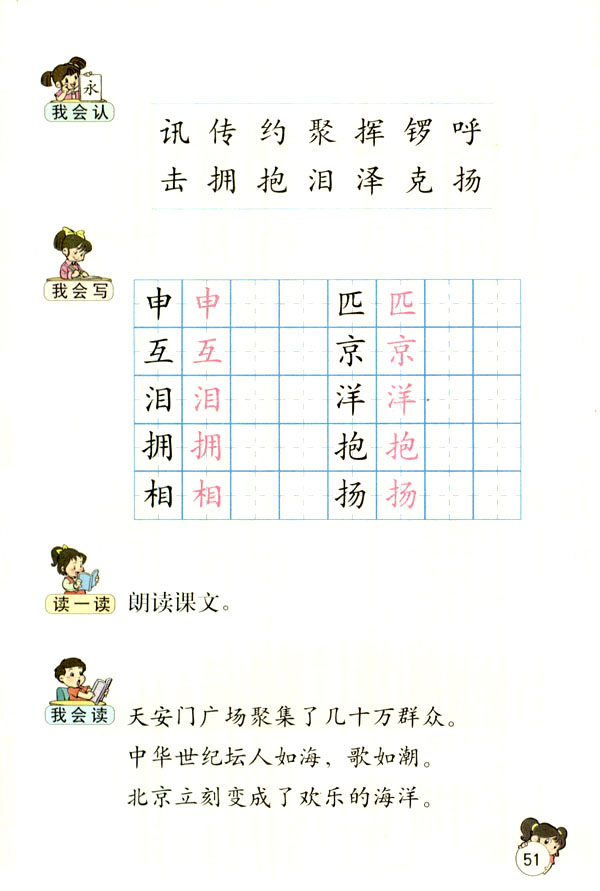 永
我会认
讯 传 约 聚 挥 锣 呼
击 拥 抱 泪 泽 克 扬
我会写
申 申 匹 匹
互 互 京 京
泪 泪 洋 洋
拥 拥 抱 抱
相 相 扬 扬
读一读 朗读课文。
我会读 天安门广场聚集了几十万群众。
中华世纪坛人如海，歌如潮。
北京立刻变成了欢乐的海洋。
51